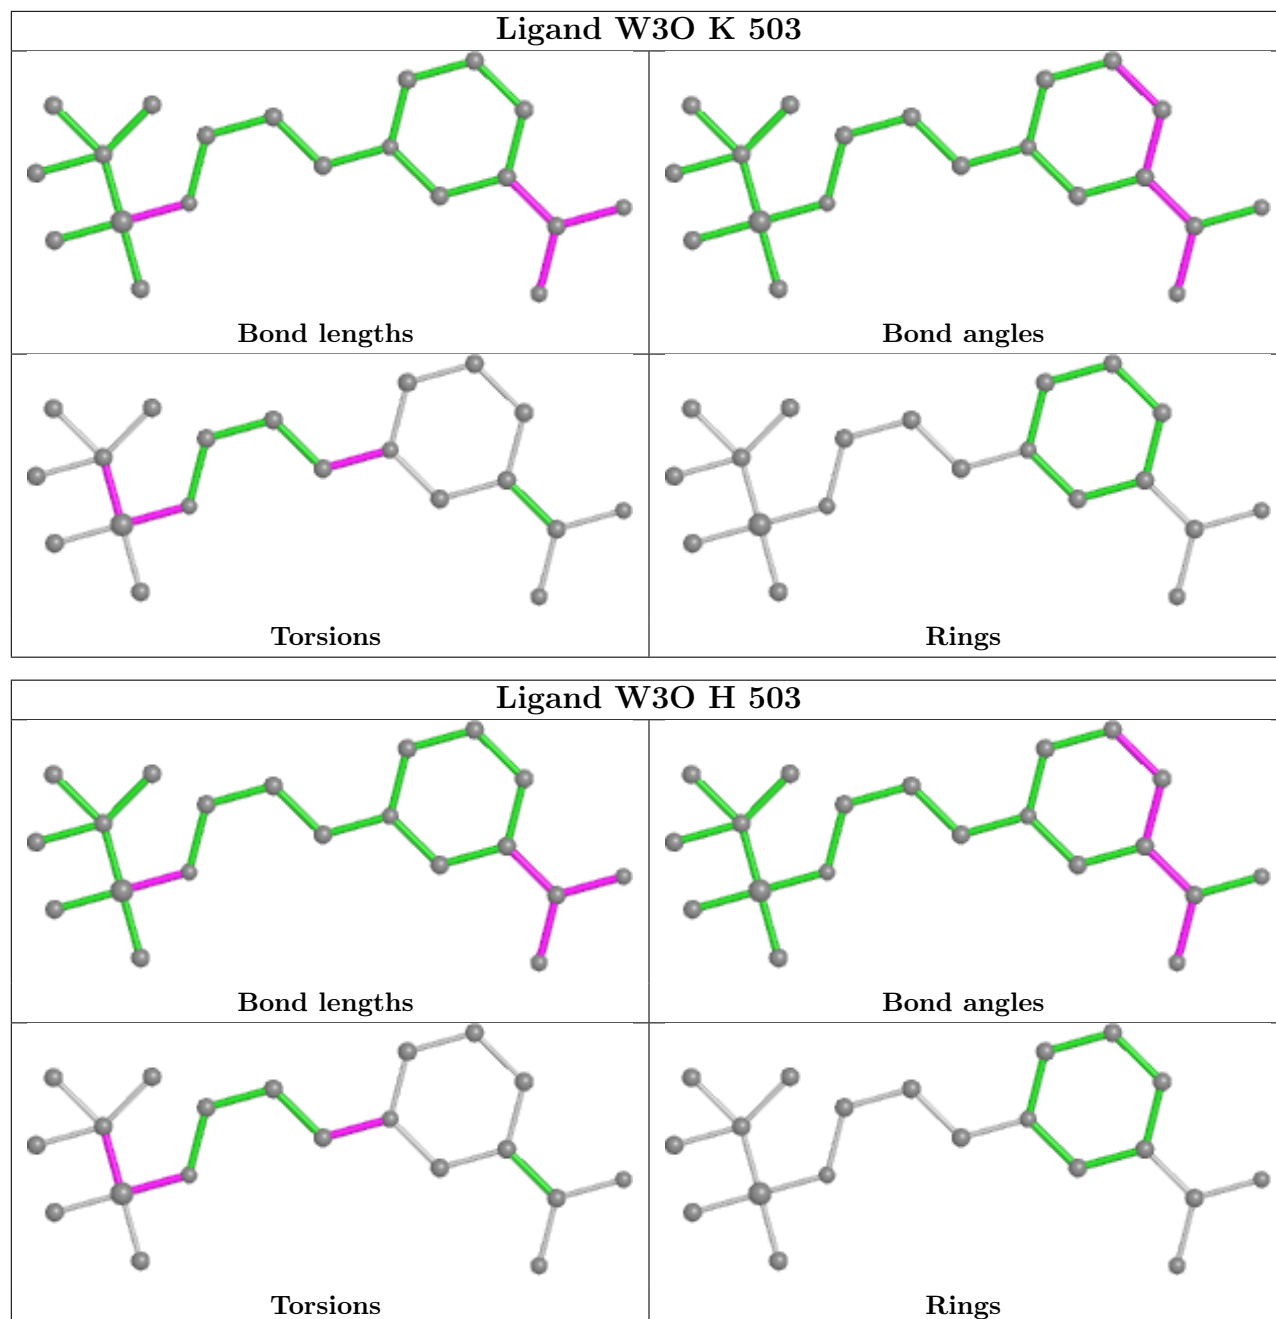 Ligand W3O K 503
Bond lengths
Bond angles
Torsions
Rings
Ligand W3O H 503
Bond lengths
Bond angles
Torsions
Rings